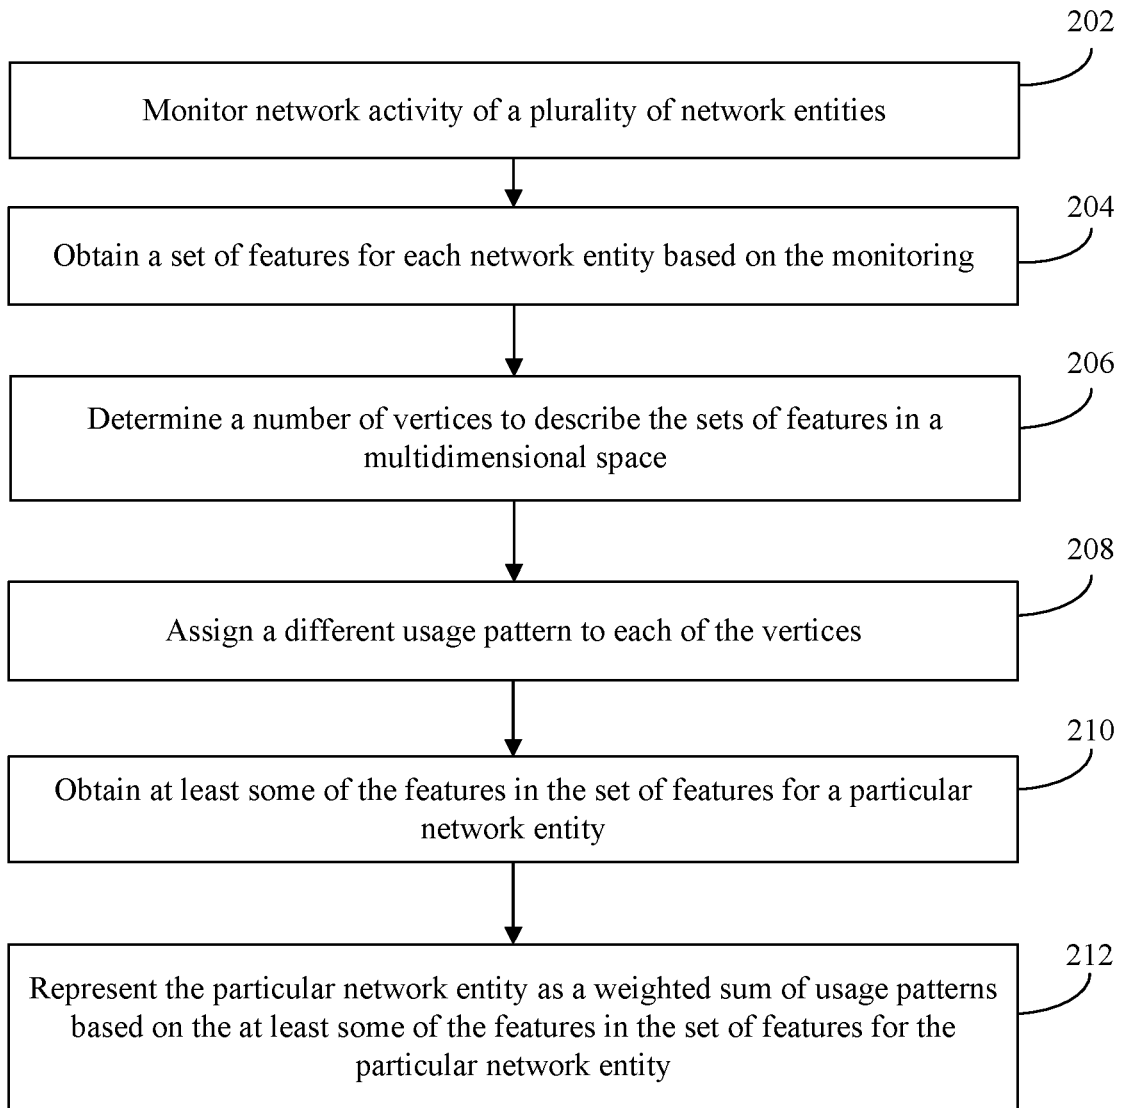 202
Monitor network activity of a plurality of network entities
204
Obtain a set of features for each network entity based on the monitoring
206
Determine a number of vertices to describe the sets of features in a
multidimensional space
208
Assign a different usage pattern to each of the vertices
210
Obtain at least some of the features in the set of features for a particular
network entity
212
Represent the particular network entity as a weighted sum of usage patterns
based on the at least some of the features in the set of features for the
particular network entity